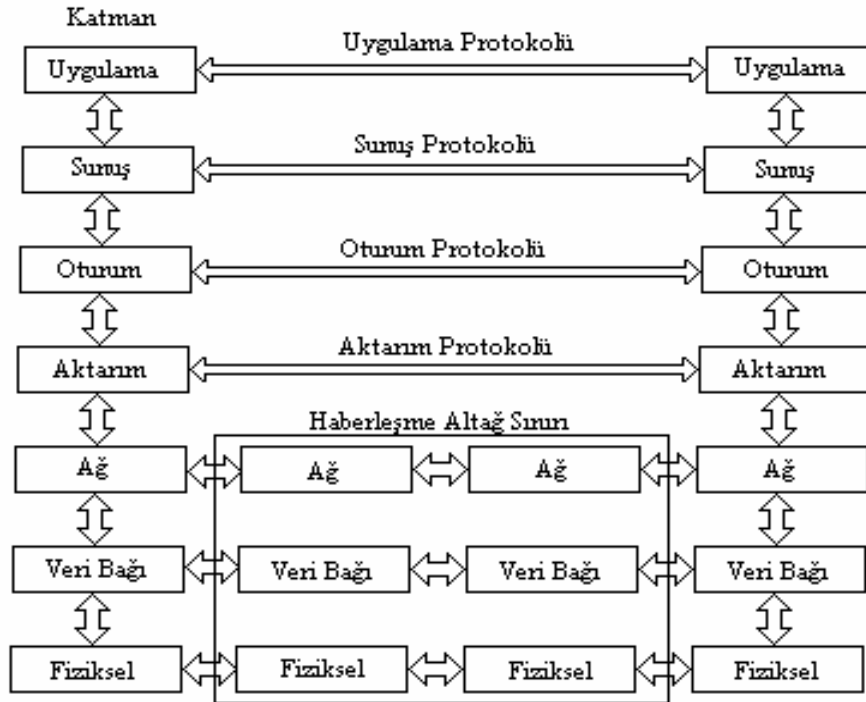 Katman
Uygulama Protokolü
Uygulama Uygulama
Sunuş Protokolü
Sunuş Sunuş
Oturum Protokolü
Oturum Oturum
Aktarım Protokolü
Aktarım Aktarım
Haberleşme Altağ Sınırı
Ağ Ağ Ağ Ağ
Veri Bağı Veri Bağı Veri Bağı Veri Bağı
Fiziksel Fiziksel Fiziksel Fiziksel